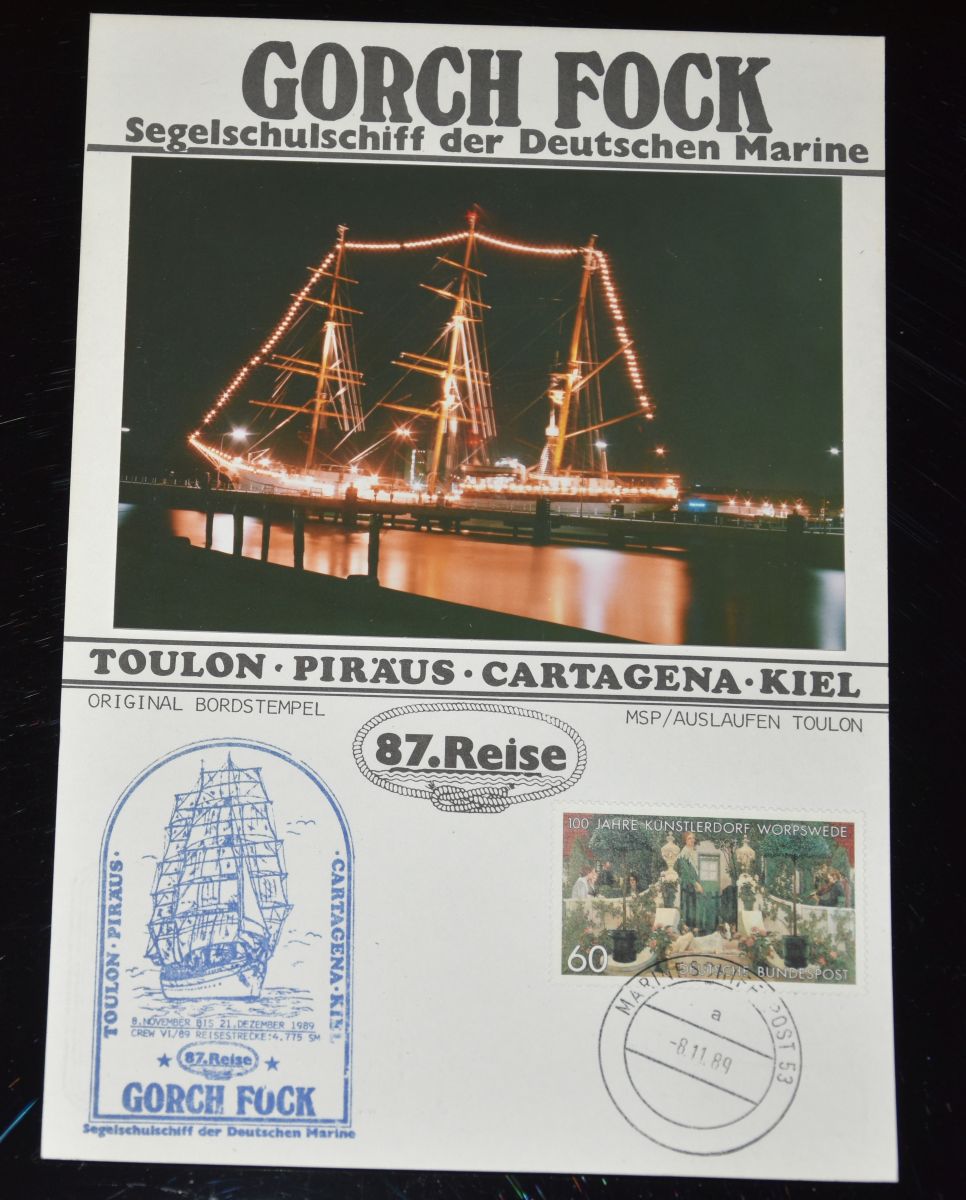 GORCH FOCK
Segelschulschiff der Deutschen Marine
TOULON · PIRÄUS · CARTAGENA · KIEL
ORIGINAL BORDSTEMPEL
MSP/AUSLAUFEN TOULON
87.Reise
100 JAHRE KÜNSTLERDORF WORPSWEDE
60
DEUTSCHE BUNDESPOST
TOULON · PIRÄUS ·
· CARTAGENA · KIEL
8.NOVEMBER BIS 21.DEZEMBER 1989
CREW VI/89 REISESTRECKE:4.775 SM
87.Reise
GORCH FOCK
Segelschulschiff der Deutschen Marine
MARINESCHIFFSPOST 53
a
-8.11.89